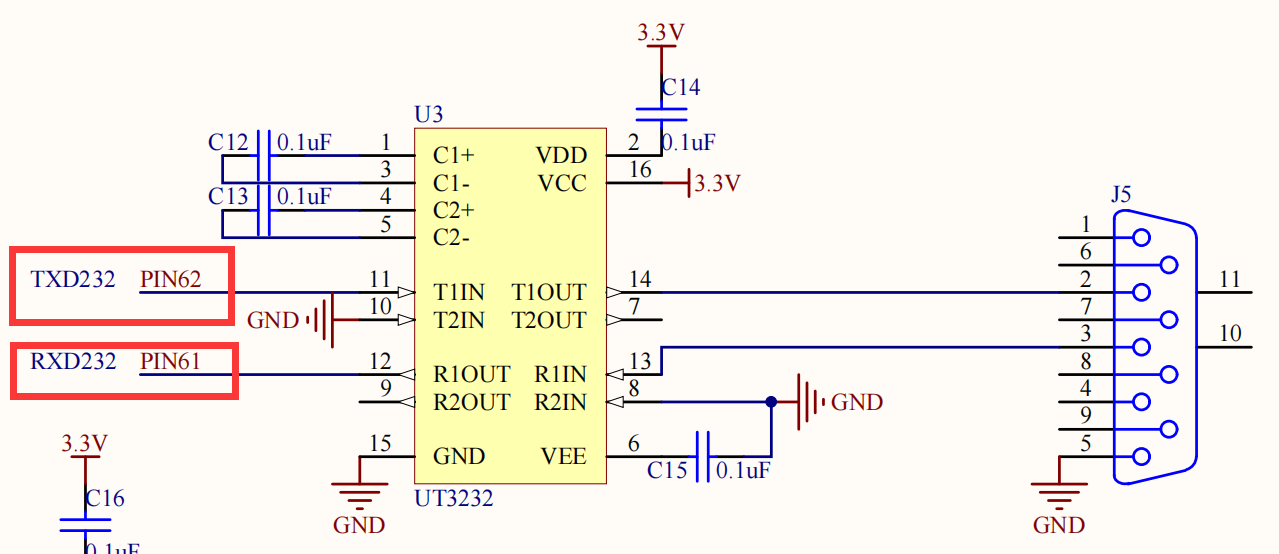 3.3V
C14
0.1uF
U3
C12 0.1uF
C13 0.1uF
1 C1+ VDD 2
3 C1- VCC 16 3.3V
4 C2+
5 C2-
TXD232 PIN62 11 T1IN T1OUT 14
GND 10 T2IN T2OUT 7
RXD232 PIN61 12 R1OUT R1IN 13
9 R2OUT R2IN 8 GND
15 GND VEE 6
C15 0.1uF
GND
UT3232
J5
1
6
2 11
7
3 10
8
4
9
5
GND
3.3V
C16
0.1uF